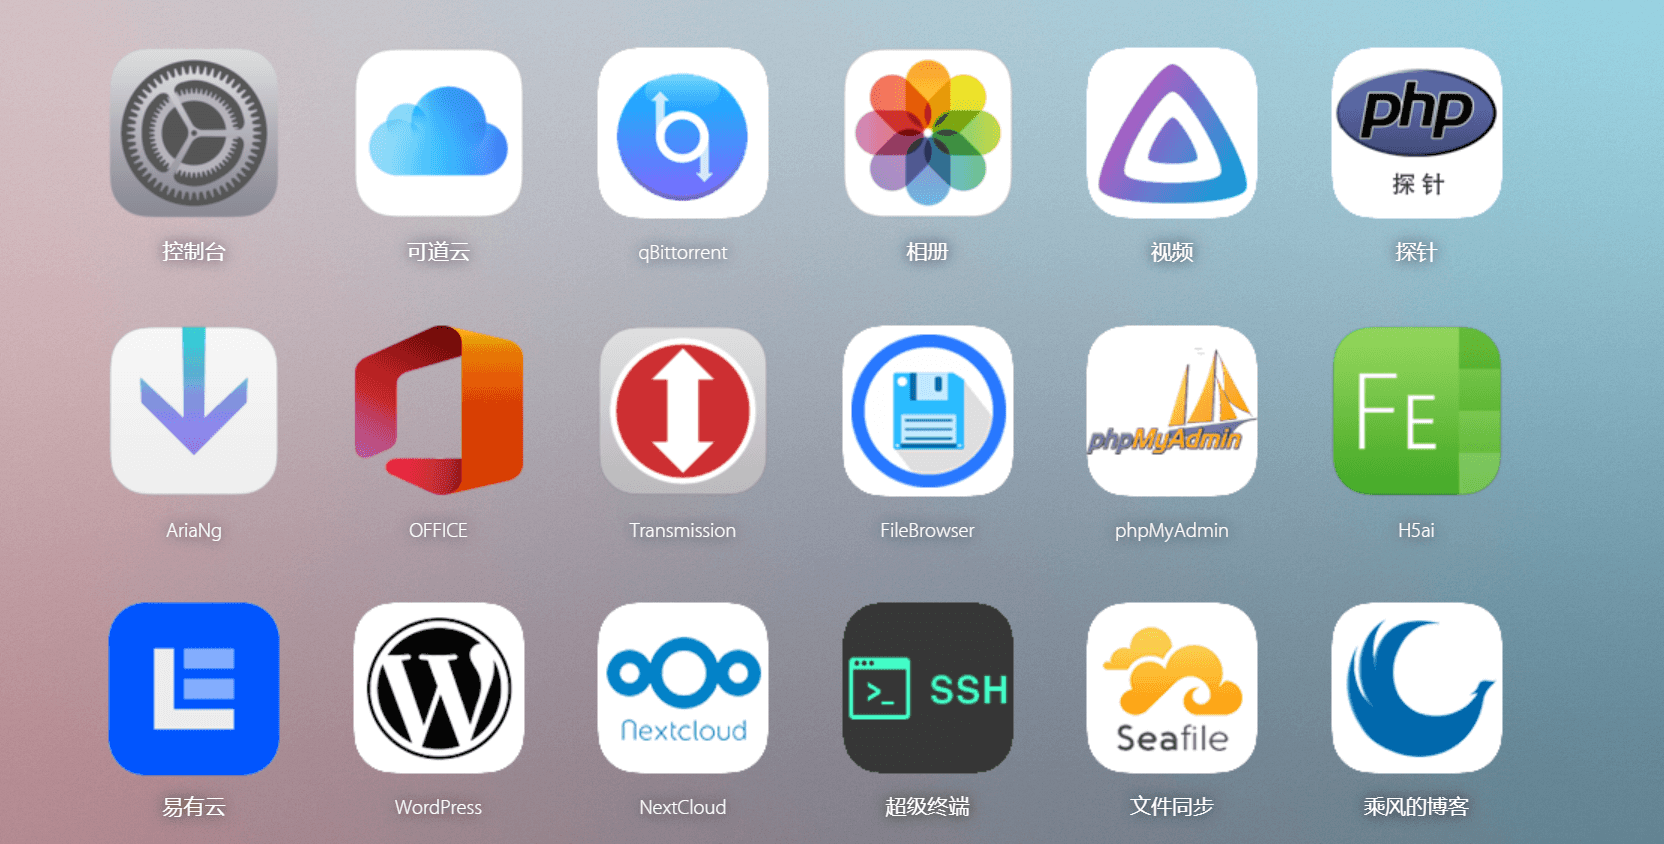 php
探 针
控制台
可道云
qBittorrent
相册
视频
探针
phpMyAdmin
FE
AriaNg
OFFICE
Transmission
FileBrowser
phpMyAdmin
H5ai
W
Nextcloud
>_ SSH
Seafile
易有云
WordPress
NextCloud
超级终端
文件同步
乘风的博客